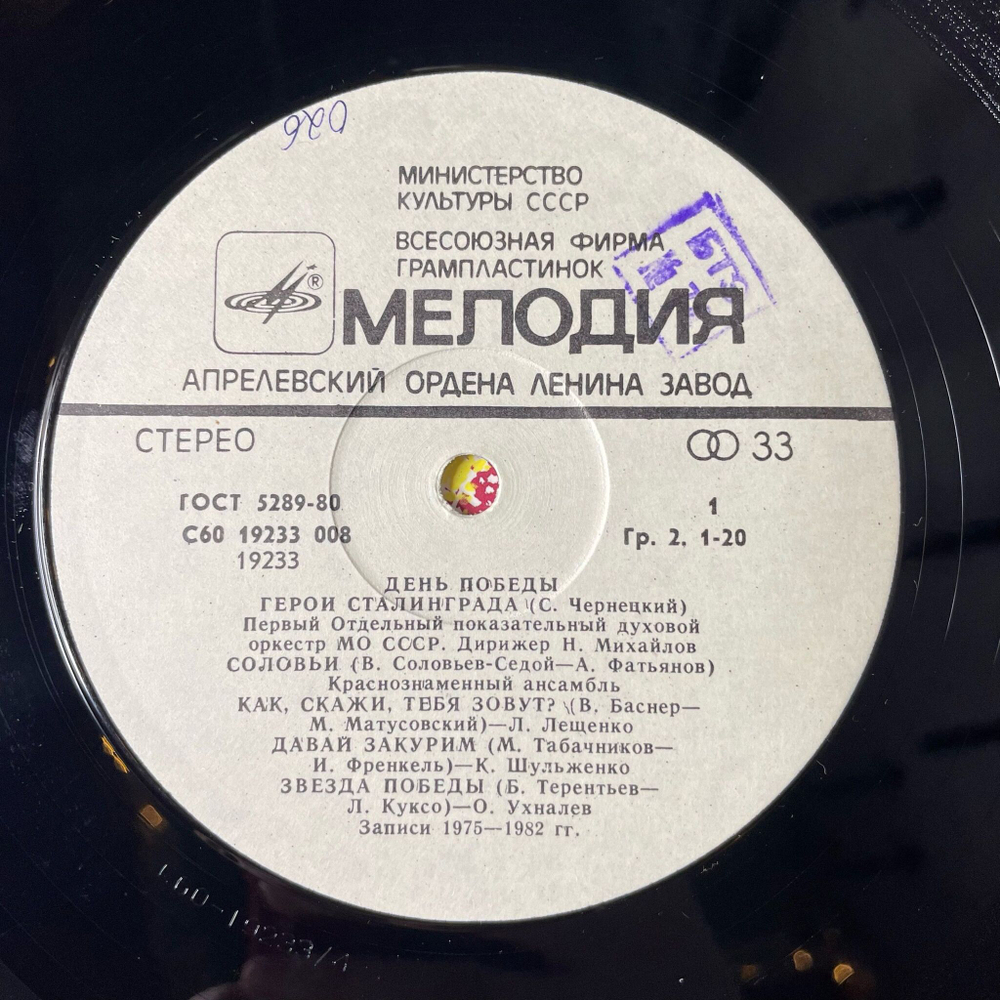 026
МИНИСТЕРСТВО
КУЛЬТУРЫ СССР
ВСЕСОЮЗНАЯ ФИРМА
ГРАМПЛАСТИНОК
®
МЕЛОДИЯ
АПРЕЛЕВСКИЙ ОРДЕНА ЛЕНИНА ЗАВОД
СТЕРЕО
33
ГОСТ 5289-80
1
С60 19233 008
Гр. 2. 1-20
19233
ДЕНЬ ПОБЕДЫ
ГЕРОИ СТАЛИНГРАДА (С. Чернецкий)
Первый Отдельный показательный духовой
оркестр МО СССР. Дирижер Н. Михайлов
СОЛОВЬИ (В. Соловьев-Седой—А. Фатьянов)
Краснознаменный ансамбль
КАК, СКАЖИ, ТЕБЯ ЗОВУТ? (В. Баснер—
М. Матусовский)—Л. Лещенко
ДАВАЙ ЗАКУРИМ (М. Табачников—
И. Френкель)—К. Шульженко
ЗВЕЗДА ПОБЕДЫ (Б. Терентьев—
Л. Куксо)—О. Ухналев
Записи 1975—1982 гг.